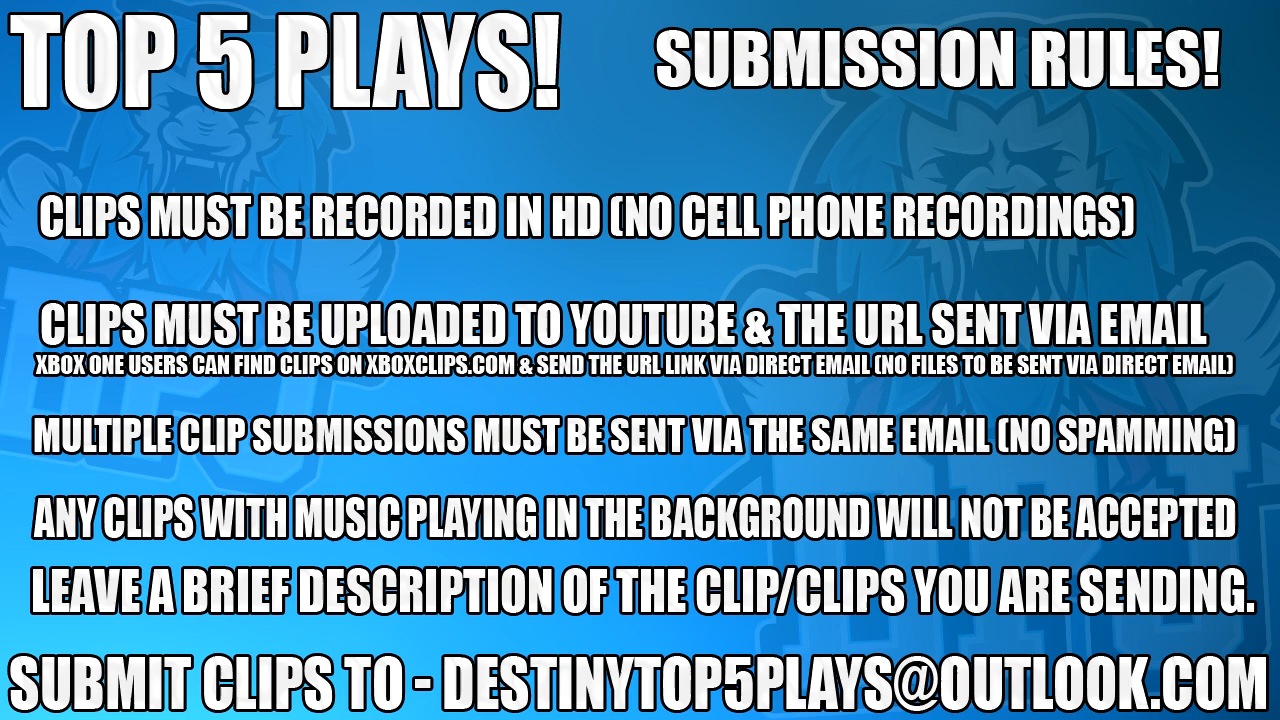 TOP 5 PLAYS!
SUBMISSION RULES!
CLIPS MUST BE RECORDED IN HD (NO CELL PHONE RECORDINGS)
CLIPS MUST BE UPLOADED TO YOUTUBE & THE URL SENT VIA EMAIL
XBOX ONE USERS CAN FIND CLIPS ON XBOXCLIPS.COM & SEND THE URL LINK VIA DIRECT EMAIL (NO FILES TO BE SENT VIA DIRECT EMAIL)
MULTIPLE CLIP SUBMISSIONS MUST BE SENT VIA THE SAME EMAIL (NO SPAMMING)
ANY CLIPS WITH MUSIC PLAYING IN THE BACKGROUND WILL NOT BE ACCEPTED
LEAVE A BRIEF DESCRIPTION OF THE CLIP/CLIPS YOU ARE SENDING.
SUBMIT CLIPS TO - DESTINYTOP5PLAYS@OUTLOOK.COM